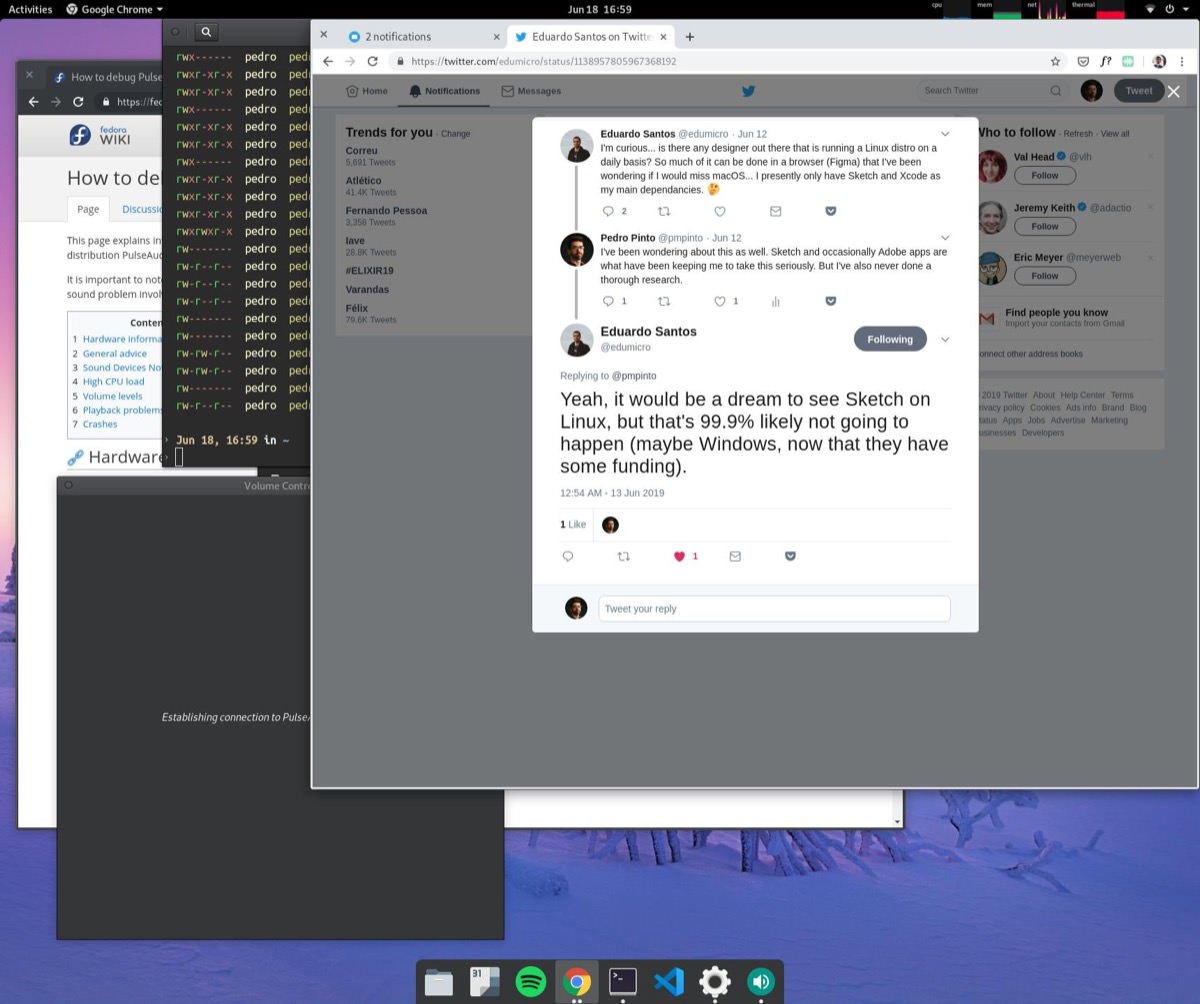 Activities
Google Chrome
Jun 18 16:59
cpu
mem
net
thermal
How to debug Pulse
https://fed
fedora
WIKI
How to de
Page
Discussi
This page explains in
distribution PulseAud
It is important to not
sound problem invol
Conten
1 Hardware informa
2 General advice
3 Sound Devices No
4 High CPU load
5 Volume levels
6 Playback problem
7 Crashes
Hardware
rwx------ pedro ped
rwxr-xr-x pedro ped
rwxr-xr-x pedro ped
rwx------ pedro ped
rwxr-xr-x pedro ped
rwxr-xr-x pedro ped
rwx------ pedro ped
rwxr-xr-x pedro ped
rwxr-xr-x pedro ped
rwxr-xr-x pedro ped
rwxrwxr-x pedro ped
rw------- pedro ped
rw-r--r-- pedro ped
rw-r--r-- pedro ped
rw-r--r-- pedro ped
rw------- pedro ped
rw------- pedro ped
rw-rw-r-- pedro ped
rw-rw-r-- pedro ped
rw------- pedro ped
rw-r--r-- pedro ped
Jun 18, 16:59 in ~
Volume Contr
Establishing connection to Pulse
2 notifications
Eduardo Santos on Twitte
https://twitter.com/edumicro/status/1138957805967368192
f?
Home
Notifications
Messages
Search Twitter
Tweet
Trends for you · Change
Correu
5,691 Tweets
Atlético
41.4K Tweets
Fernando Pessoa
3,358 Tweets
Iave
28.8K Tweets
#ELIXIR19
Varandas
Félix
79.6K Tweets
Eduardo Santos @edumicro · Jun 12
I'm curious... is there any designer out there that is running a Linux distro on a
daily basis? So much of it can be done in a browser (Figma) that I've been
wondering if I would miss macOS... I presently only have Sketch and Xcode as
my main dependancies. 🤔
2
Pedro Pinto @pmpinto · Jun 12
I've been wondering about this as well. Sketch and occasionally Adobe apps are
what have been keeping me to take this seriously. But I've also never done a
thorough research.
1
1
Eduardo Santos
@edumicro
Following
Replying to @pmpinto
Yeah, it would be a dream to see Sketch on
Linux, but that's 99.9% likely not going to
happen (maybe Windows, now that they have
some funding).
12:54 AM - 13 Jun 2019
1 Like
1
Tweet your reply
Who to follow · Refresh · View all
Val Head @vlh
Follow
Jeremy Keith @adactio
Follow
Eric Meyer @meyerweb
Follow
Find people you know
Import your contacts from Gmail
onnect other address books
2019 Twitter About Help Center Terms
ivacy policy Cookies Ads info Brand Blog
tatus Apps Jobs Advertise Marketing
usinesses Developers
31